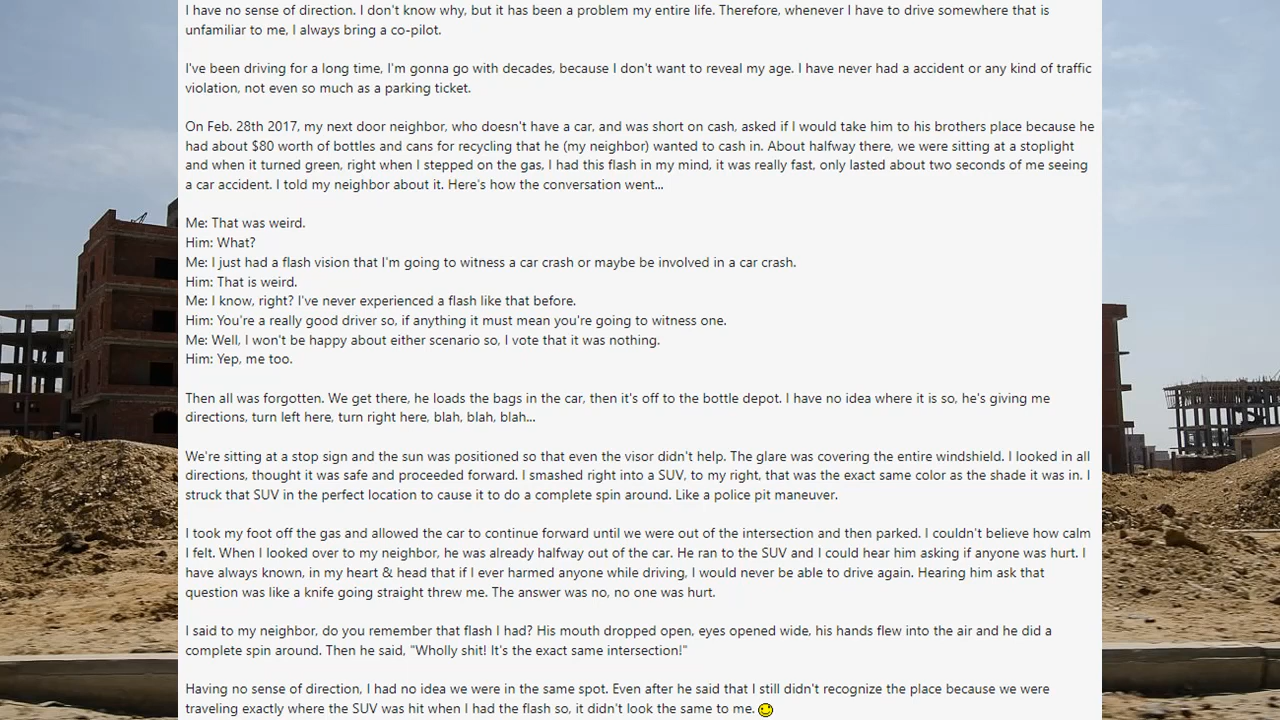 I have no sense of direction. I don't know why, but it has been a problem my entire life. Therefore, whenever I have to drive somewhere that is
unfamiliar to me, I always bring a co-pilot.
I've been driving for a long time, I'm gonna go with decades, because I don't want to reveal my age. I have never had a accident or any kind of traffic
violation, not even so much as a parking ticket.
On Feb. 28th 2017, my next door neighbor, who doesn't have a car, and was short on cash, asked if I would take him to his brothers place because he
had about $80 worth of bottles and cans for recycling that he (my neighbor) wanted to cash in. About halfway there, we were sitting at a stoplight
and when it turned green, right when I stepped on the gas, I had this flash in my mind, it was really fast, only lasted about two seconds of me seeing
a car accident. I told my neighbor about it. Here's how the conversation went...
Me: That was weird.
Him: What?
Me: I just had a flash vision that I'm going to witness a car crash or maybe be involved in a car crash.
Him: That is weird.
Me: I know, right? I've never experienced a flash like that before.
Him: You're a really good driver so, if anything it must mean you're going to witness one.
Me: Well, I won't be happy about either scenario so, I vote that it was nothing.
Him: Yep, me too.
Then all was forgotten. We get there, he loads the bags in the car, then it's off to the bottle depot. I have no idea where it is so, he's giving me
directions, turn left here, turn right here, blah, blah, blah...
We're sitting at a stop sign and the sun was positioned so that even the visor didn't help. The glare was covering the entire windshield. I looked in all
directions, thought it was safe and proceeded forward. I smashed right into a SUV, to my right, that was the exact same color as the shade it was in. I
struck that SUV in the perfect location to cause it to do a complete spin around. Like a police pit maneuver.
I took my foot off the gas and allowed the car to continue forward until we were out of the intersection and then parked. I couldn't believe how calm
I felt. When I looked over to my neighbor, he was already halfway out of the car. He ran to the SUV and I could hear him asking if anyone was hurt. I
have always known, in my heart & head that if I ever harmed anyone while driving, I would never be able to drive again. Hearing him ask that
question was like a knife going straight threw me. The answer was no, no one was hurt.
I said to my neighbor, do you remember that flash I had? His mouth dropped open, eyes opened wide, his hands flew into the air and he did a
complete spin around. Then he said, "Wholly shit! It's the exact same intersection!"
Having no sense of direction, I had no idea we were in the same spot. Even after he said that I still didn't recognize the place because we were
traveling exactly where the SUV was hit when I had the flash so, it didn't look the same to me.